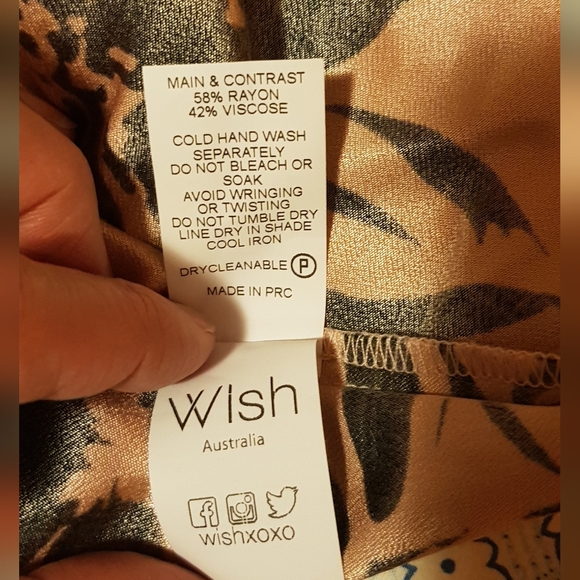 MAIN & CONTRAST
58% RAYON
42% VISCOSE
COLD HAND WASH
SEPARATELY
DO NOT BLEACH OR
SOAK
AVOID WRINGING
OR TWISTING
DO NOT TUMBLE DRY
LINE DRY IN SHADE
COOL IRON
DRYCLEANABLE P
MADE IN PRC
Wish
Australia
f
wishxoxo